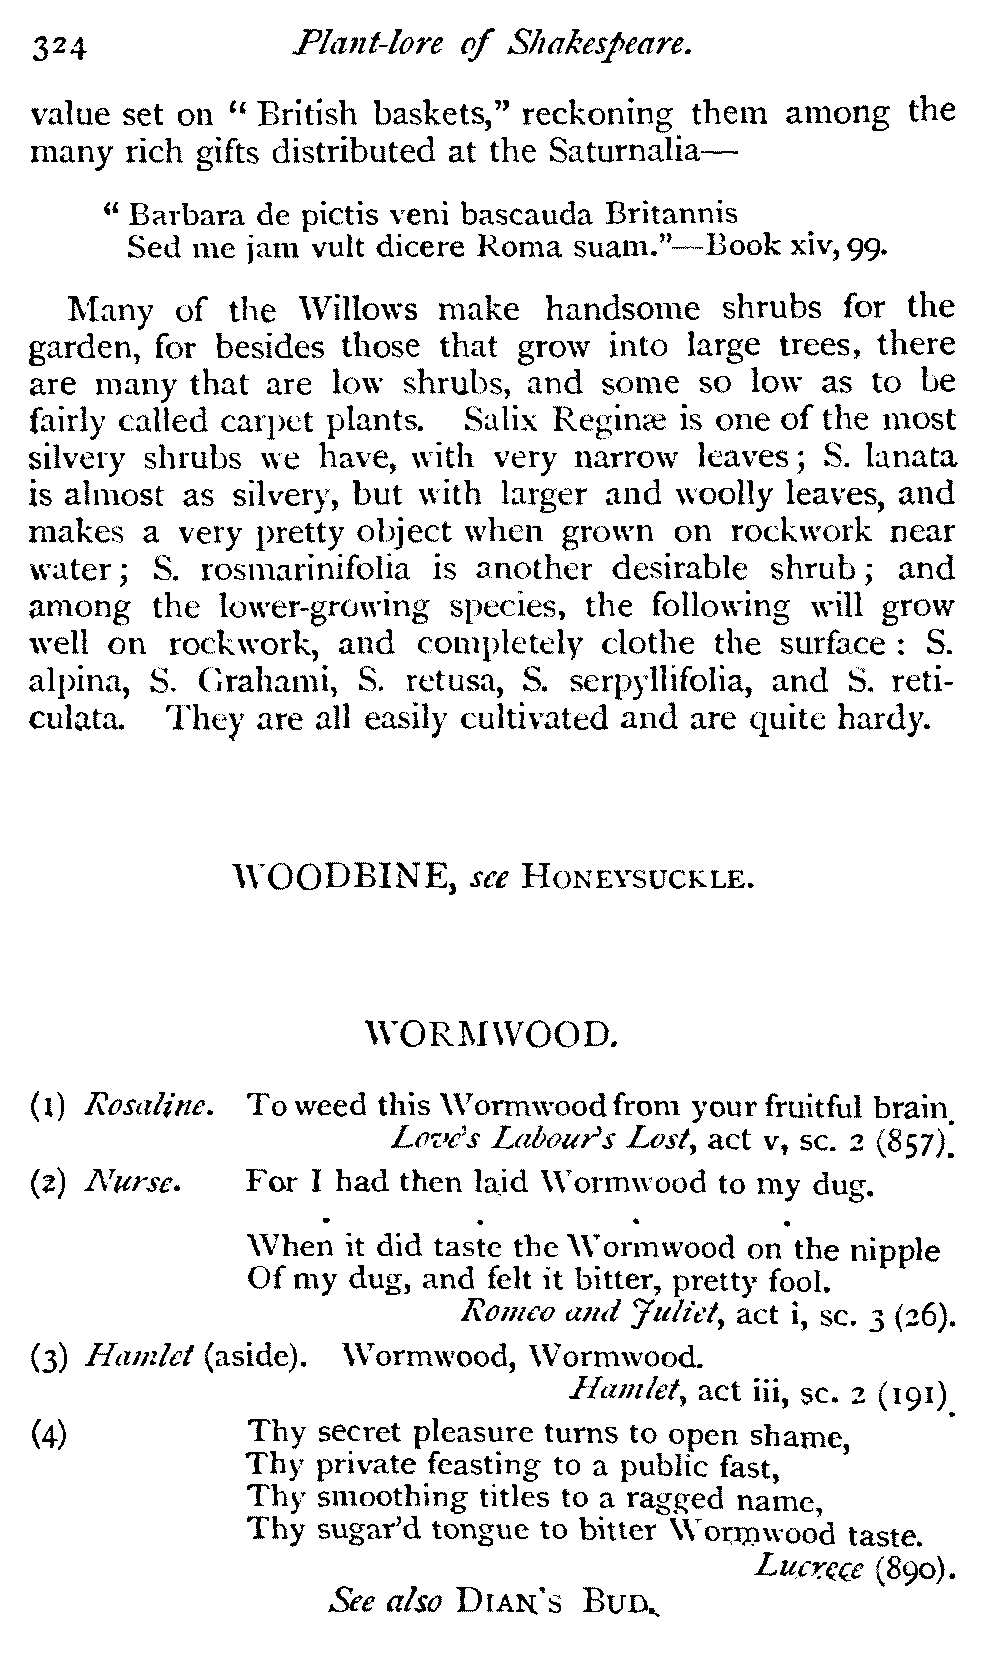 324 Plant-lore of Shakespeare.
value set on “ British baskets,” reckoning them among the
many rich gifts distributed at the Saturnalia—
“ Barbara de pictis veni bascauda Britannis
Sed me jam vult dicere Roma suam.”—Book xiv, 99.
Many of the Willows make handsome shrubs for the
garden, for besides those that grow into large trees, there
are many that are low shrubs, and some so low as to be
fairly called carpet plants. Salix Reginæ is one of the most
silvery shrubs we have, with very narrow leaves ; S. lanata
is almost as silvery, but with larger and woolly leaves, and
makes a very pretty object when grown on rockwork near
water ; S. rosmarinifolia is another desirable shrub ; and
among the lower-growing species, the following will grow
well on rockwork, and completely clothe the surface : S.
alpina, S. Grahami, S. retusa, S. serpyllifolia, and S. reti-
culata. They are all easily cultivated and are quite hardy.
WOODBINE, see HONEYSUCKLE.
WORMWOOD.
(1) Rosaline. To weed this Wormwood from your fruitful brain.
Love's Labour's Lost, act v, sc. 2 (857).
(2) Nurse. For I had then laid Wormwood to my dug.
. . . .
When it did taste the Wormwood on the nipple
Of my dug, and felt it bitter, pretty fool.
Romeo and Juliet, act i, sc. 3 (26).
(3) Hamlet (aside). Wormwood, Wormwood.
Hamlet, act iii, sc. 2 (191).
(4) Thy secret pleasure turns to open shame,
Thy private feasting to a public fast,
Thy smoothing titles to a ragged name,
Thy sugar'd tongue to bitter Wormwood taste.
Lucrece (890).
See also DIAN'S BUD.